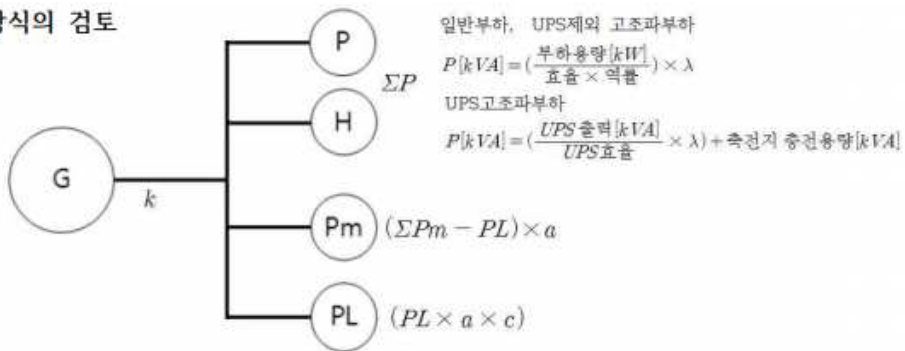 식의 검토
P
일반부하, UPS제외 고조파부하
P[kVA] = (부하용량[kW] / 효율 × 역률) × λ
ΣP
H
UPS고조파부하
P[kVA] = (UPS출력[kVA] / UPS효율 × λ) + 축전지 충전용량[kVA]
G
k
Pm (ΣPm − PL) × a
PL (PL × a × c)